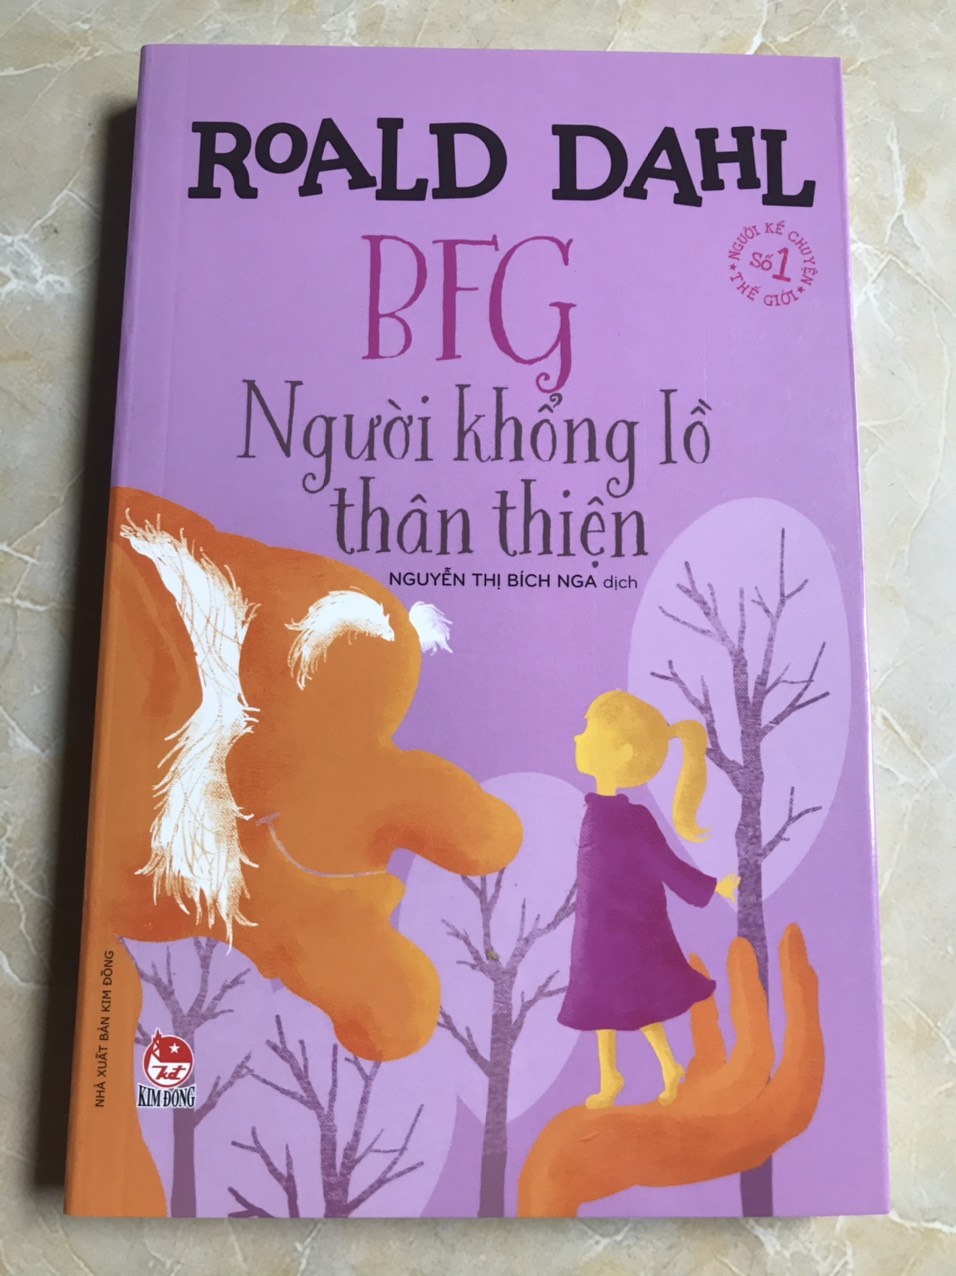 ROALD DAHL
NGƯỜI KỂ CHUYỆN
Số 1
THẾ GIỚI
BFG
Người khổng lồ
thân thiện
NGUYỄN THỊ BÍCH NGA dịch
NHÀ XUẤT BẢN KIM ĐỒNG
KIM ĐỒNG